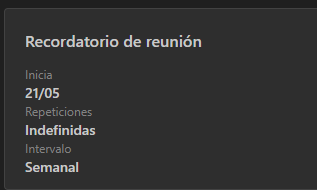 Recordatorio de reunión
Inicia
21/05
Repeticiones
Indefinidas
Intervalo
Semanal